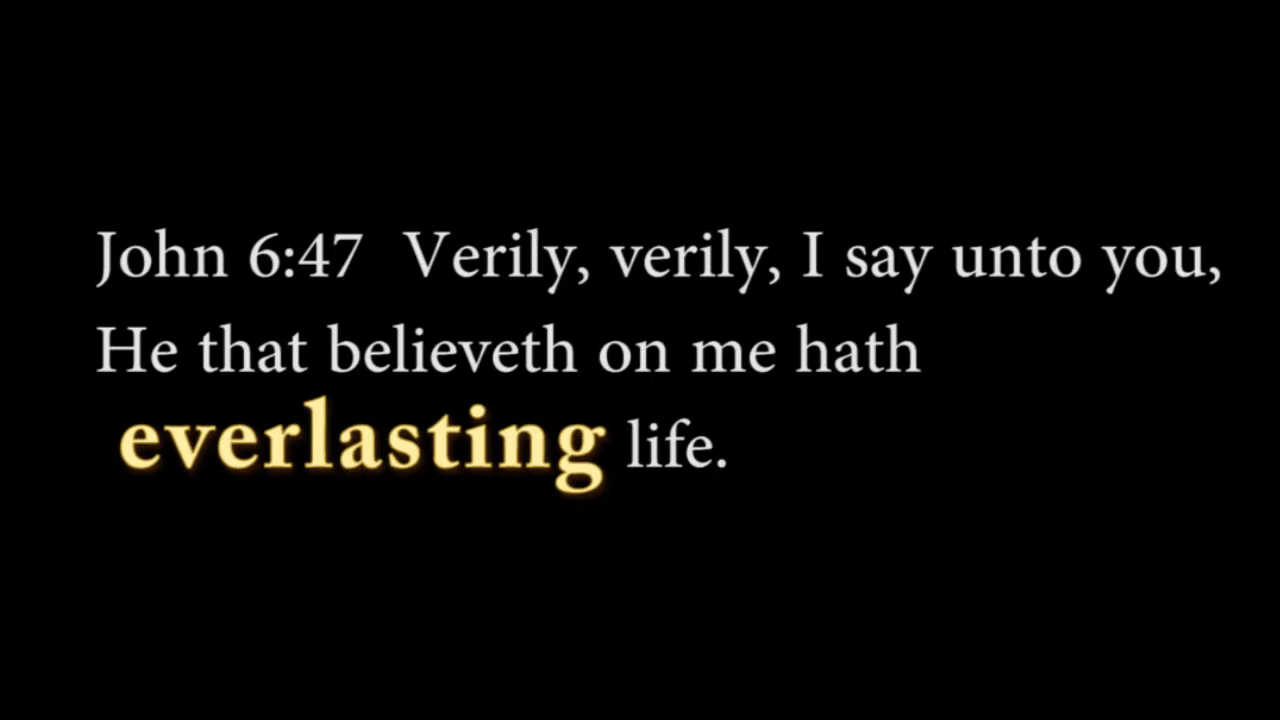 John 6:47  Verily, verily, I say unto you,
He that believeth on me hath
everlasting life.